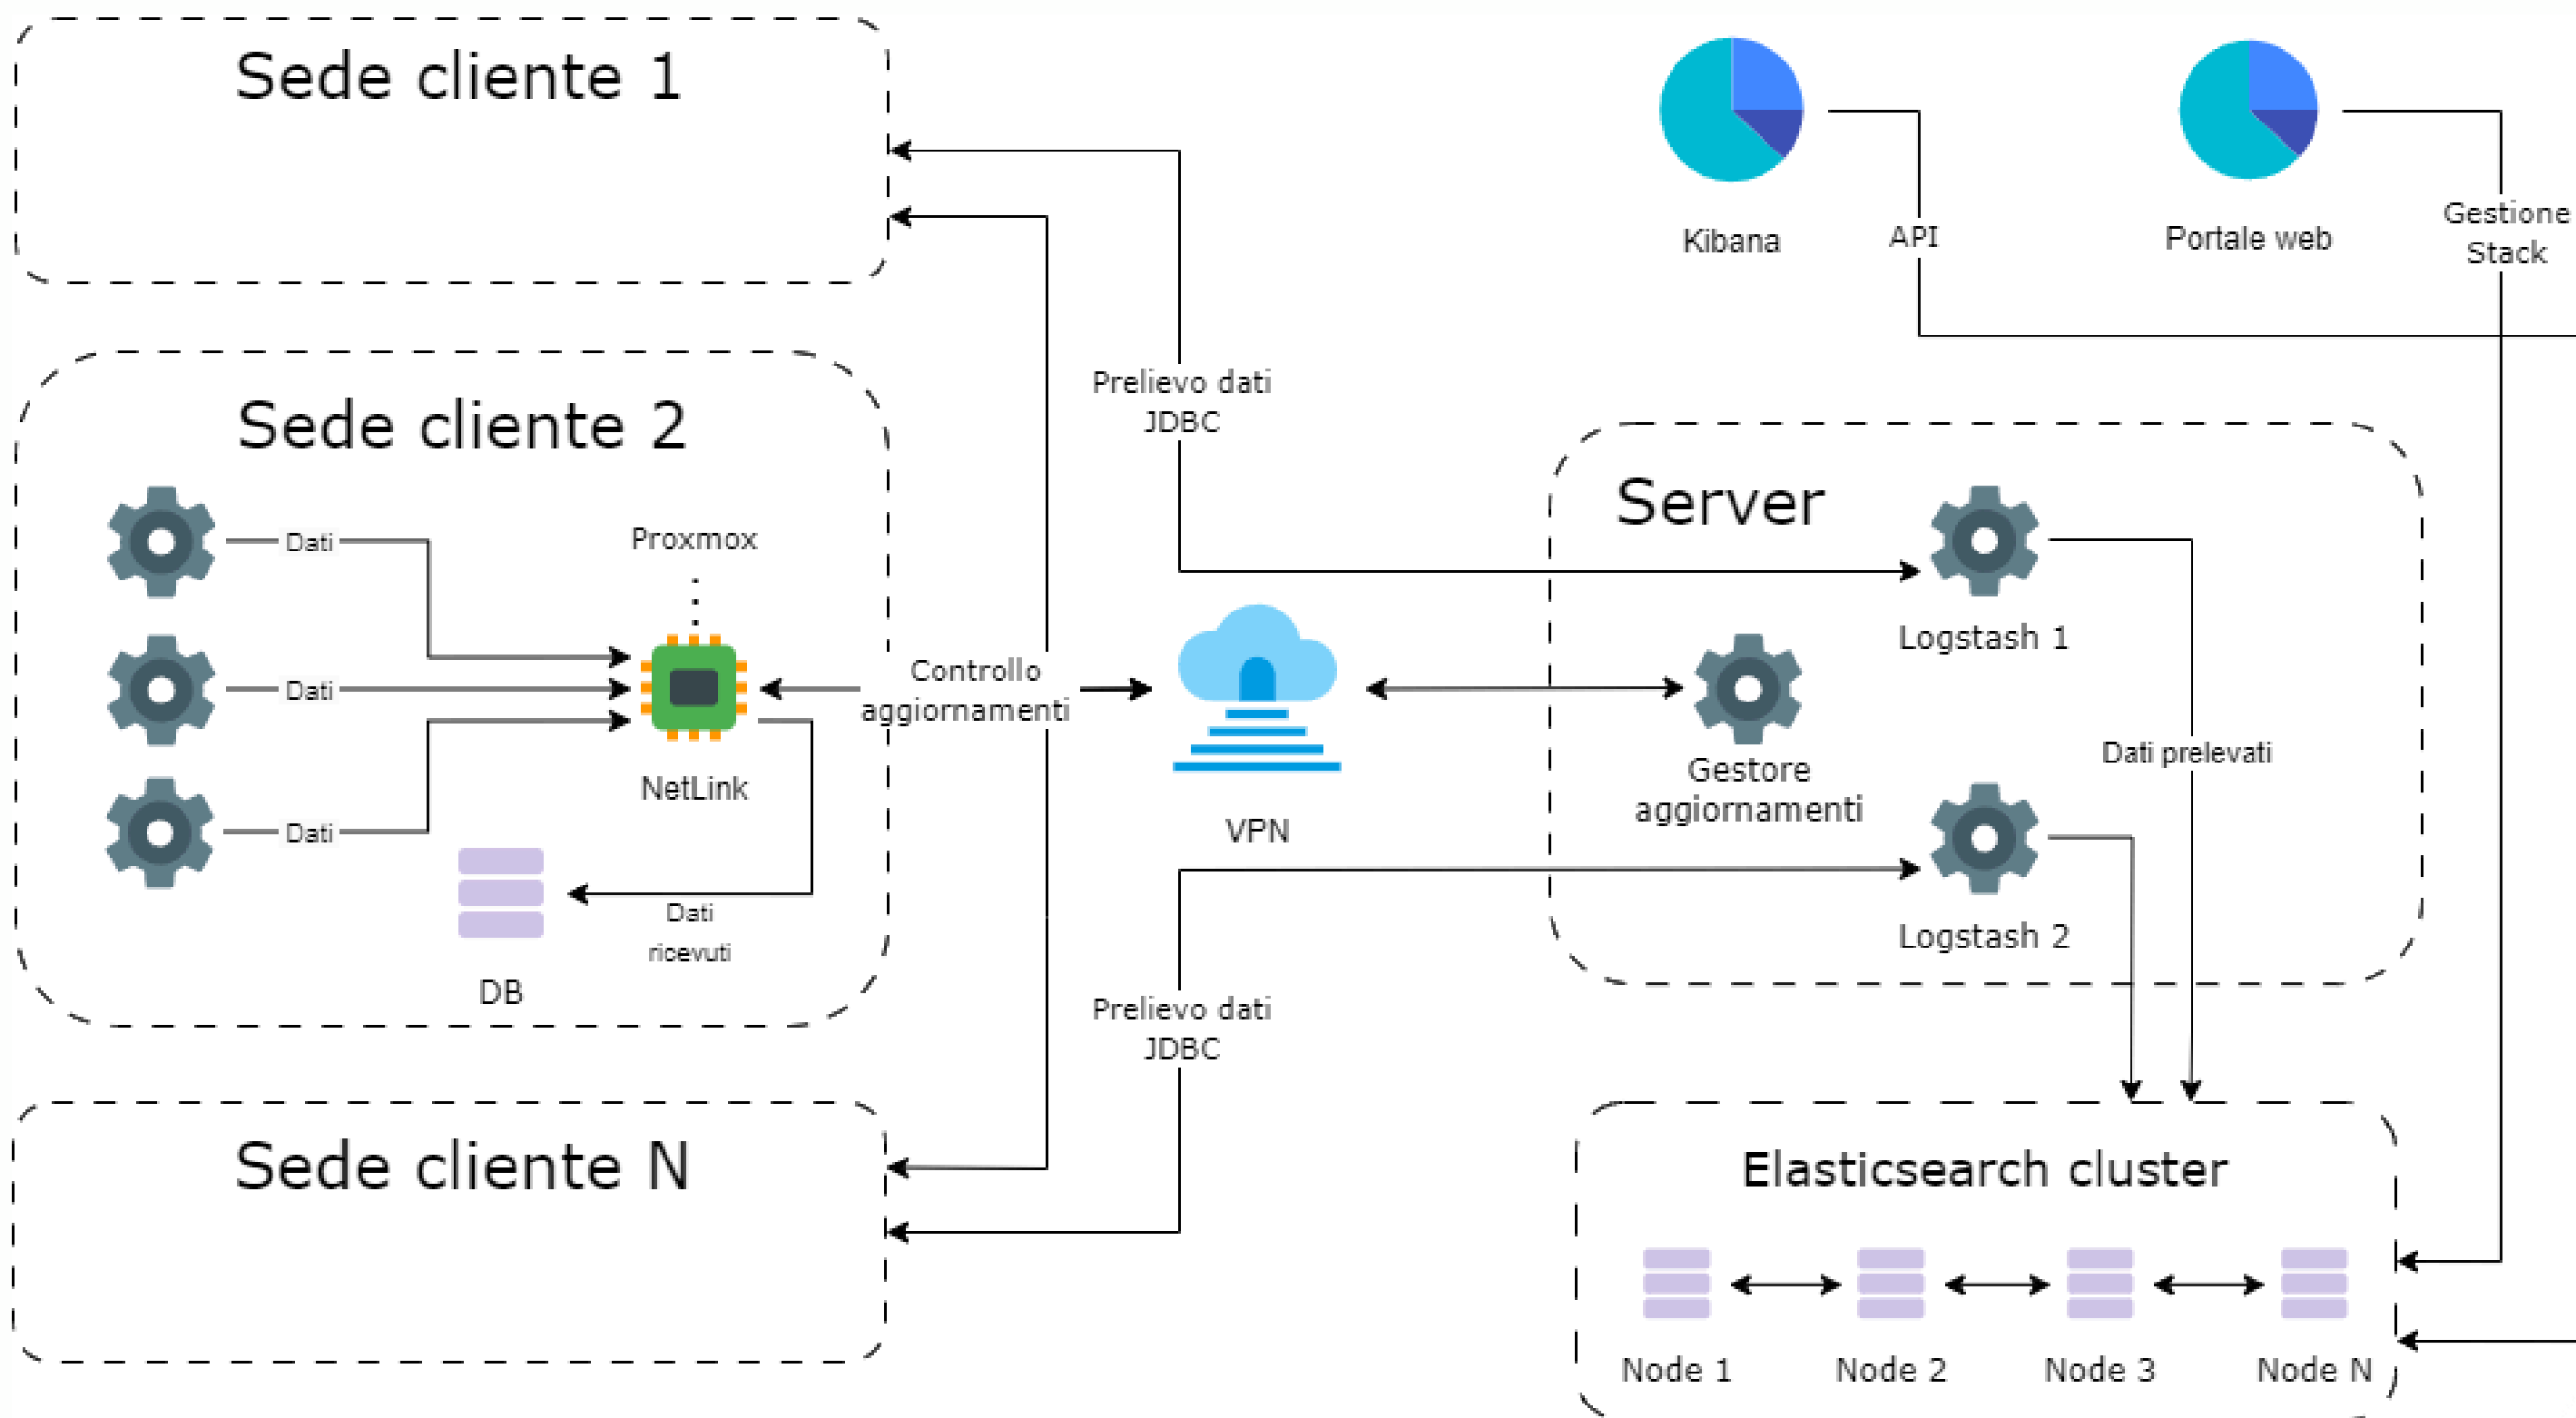 Sede cliente 1
Kibana
API
Portale web
Gestione
Stack
Prelievo dati
JDBC
Sede cliente 2
Dati
Proxmox
Dati
Dati
NetLink
Dati
ricevuti
DB
Controllo
aggiornamenti
VPN
Server
Logstash 1
Gestore
aggiornamenti
Dati prelevati
Logstash 2
Prelievo dati
JDBC
Sede cliente N
Elasticsearch cluster
Node 1
Node 2
Node 3
Node N